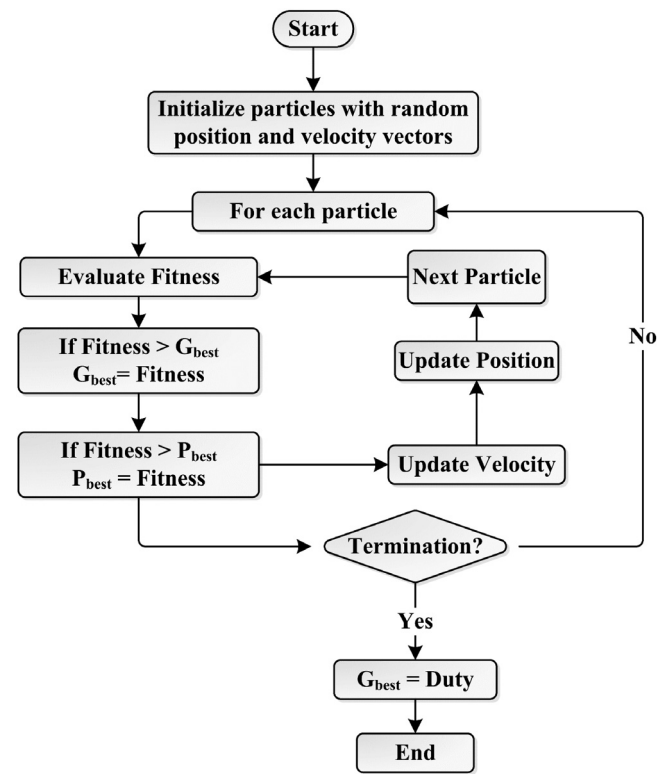 Start
Initialize particles with random
position and velocity vectors
For each particle
Evaluate Fitness
Next Particle
If Fitness > Gbest
Gbest= Fitness
Update Position
No
If Fitness > Pbest
Pbest = Fitness
Update Velocity
Termination?
Yes
Gbest = Duty
End